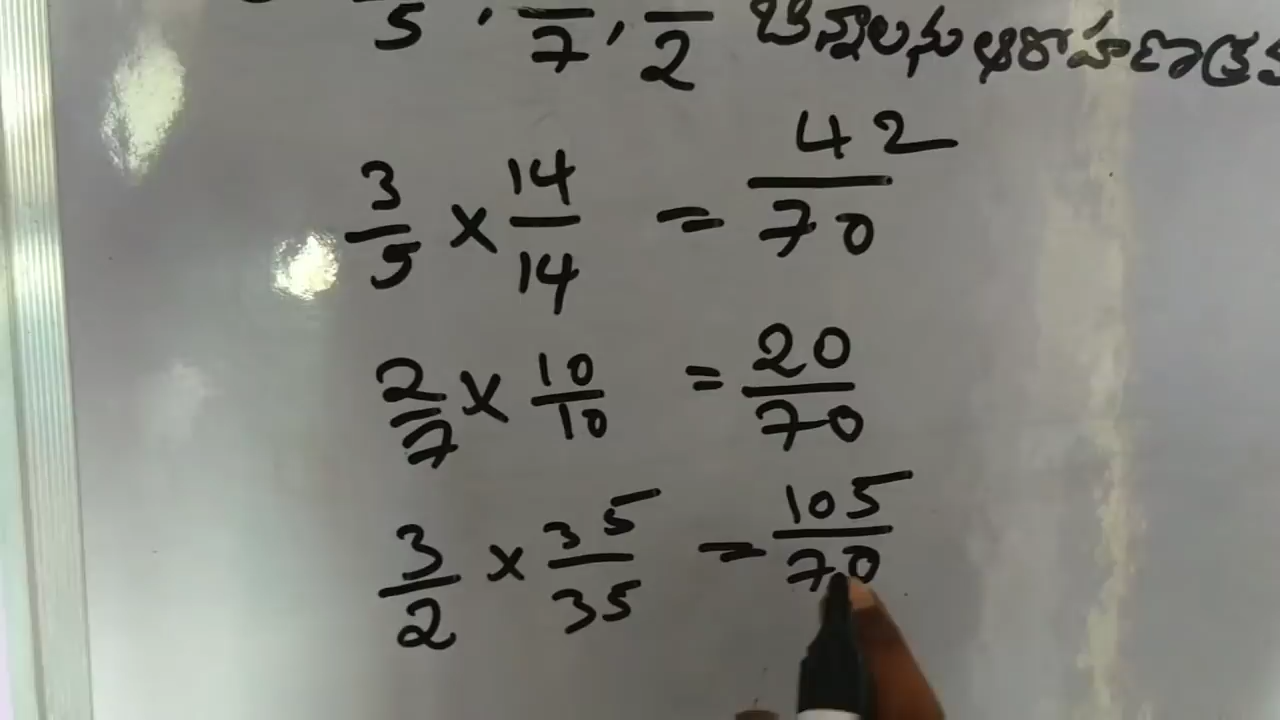 5 , 7 , 2 భిన్నాలను ఆరోహణా
3/5 × 14/14 = 42/70
2/7 × 10/10 = 20/70
3/2 × 35/35 = 105/70